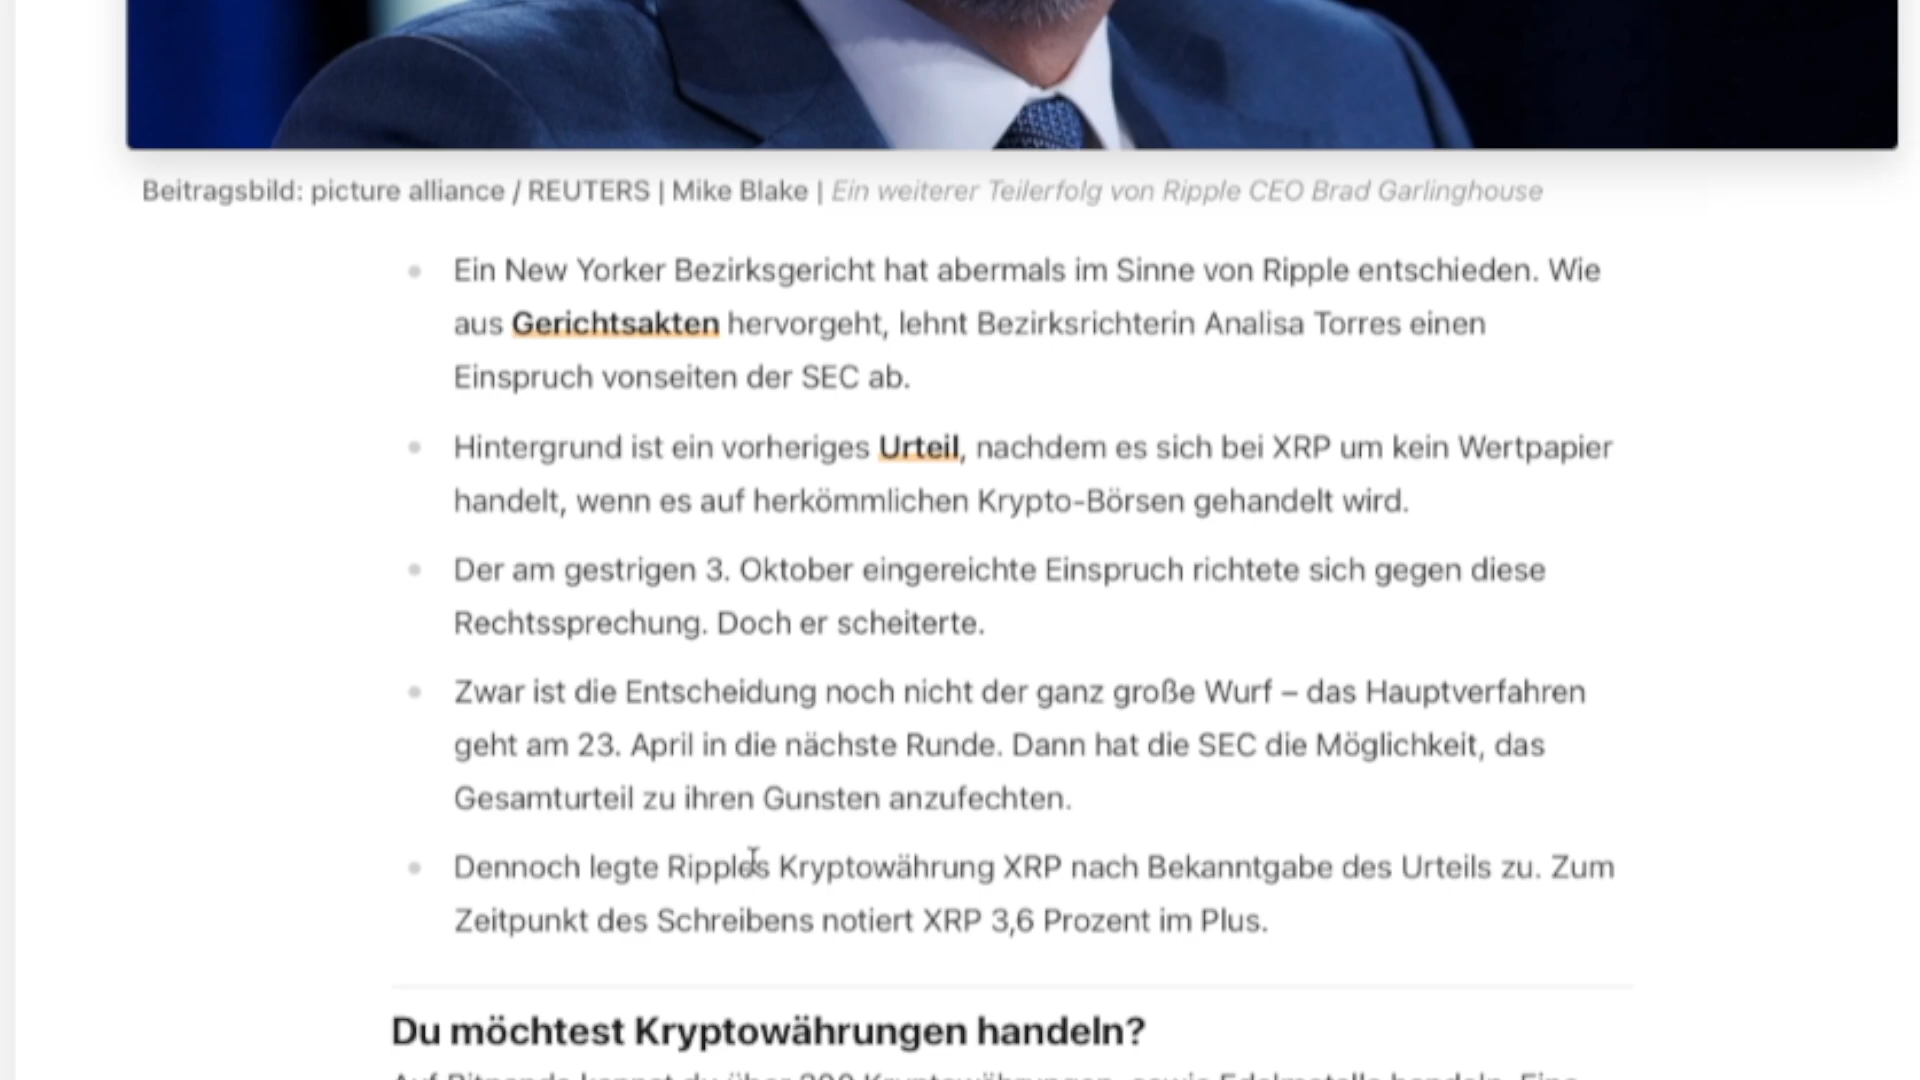 Beitragsbild: picture alliance / REUTERS | Mike Blake | Ein weiterer Teilerfolg von Ripple CEO Brad Garlinghouse
Ein New Yorker Bezirksgericht hat abermals im Sinne von Ripple entschieden. Wie
aus Gerichtsakten hervorgeht, lehnt Bezirksrichterin Analisa Torres einen
Einspruch vonseiten der SEC ab.
Hintergrund ist ein vorheriges Urteil, nachdem es sich bei XRP um kein Wertpapier
handelt, wenn es auf herkömmlichen Krypto-Börsen gehandelt wird.
Der am gestrigen 3. Oktober eingereichte Einspruch richtete sich gegen diese
Rechtssprechung. Doch er scheiterte.
Zwar ist die Entscheidung noch nicht der ganz große Wurf – das Hauptverfahren
geht am 23. April in die nächste Runde. Dann hat die SEC die Möglichkeit, das
Gesamturteil zu ihren Gunsten anzufechten.
Dennoch legte Ripples Kryptowährung XRP nach Bekanntgabe des Urteils zu. Zum
Zeitpunkt des Schreibens notiert XRP 3,6 Prozent im Plus.
Du möchtest Kryptowährungen handeln?